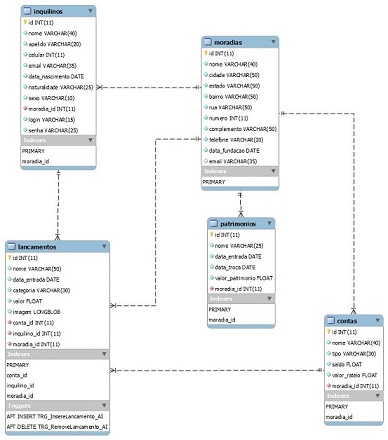 inquilinos
id INT(11)
nome VARCHAR(40)
apelido VARCHAR(20)
celular INT(11)
email VARCHAR(35)
data_nascimento DATE
naturalidade VARCHAR(25)
sexo VARCHAR(10)
moradia_id INT(11)
login VARCHAR(15)
senha VARCHAR(25)
Indexes
PRIMARY
moradia_id
moradias
id INT(11)
nome VARCHAR(40)
cidade VARCHAR(50)
estado VARCHAR(50)
bairro VARCHAR(50)
rua VARCHAR(50)
numero INT(11)
complemento VARCHAR(50)
telefone VARCHAR(20)
data_fundacao DATE
email VARCHAR(35)
Indexes
PRIMARY
lancamentos
id INT(11)
nome VARCHAR(50)
data_entrada DATE
categoria VARCHAR(30)
valor FLOAT
imagem LONGBLOB
conta_id INT(11)
inquilino_id INT(11)
moradia_id INT(11)
Indexes
PRIMARY
conta_id
inquilino_id
moradia_id
Triggers
AFT INSERT TRG_InsereLancamento_AI
AFT DELETE TRG_RemoveLancamento_AI
patrimonios
id INT(11)
nome VARCHAR(25)
data_entrada DATE
data_troca DATE
valor_patrimonio FLOAT
moradia_id INT(11)
Indexes
PRIMARY
moradia_id
contas
id INT(11)
nome VARCHAR(40)
tipo VARCHAR(30)
saldo FLOAT
valor_rateio FLOAT
moradia_id INT(11)
Indexes
PRIMARY
moradia_id